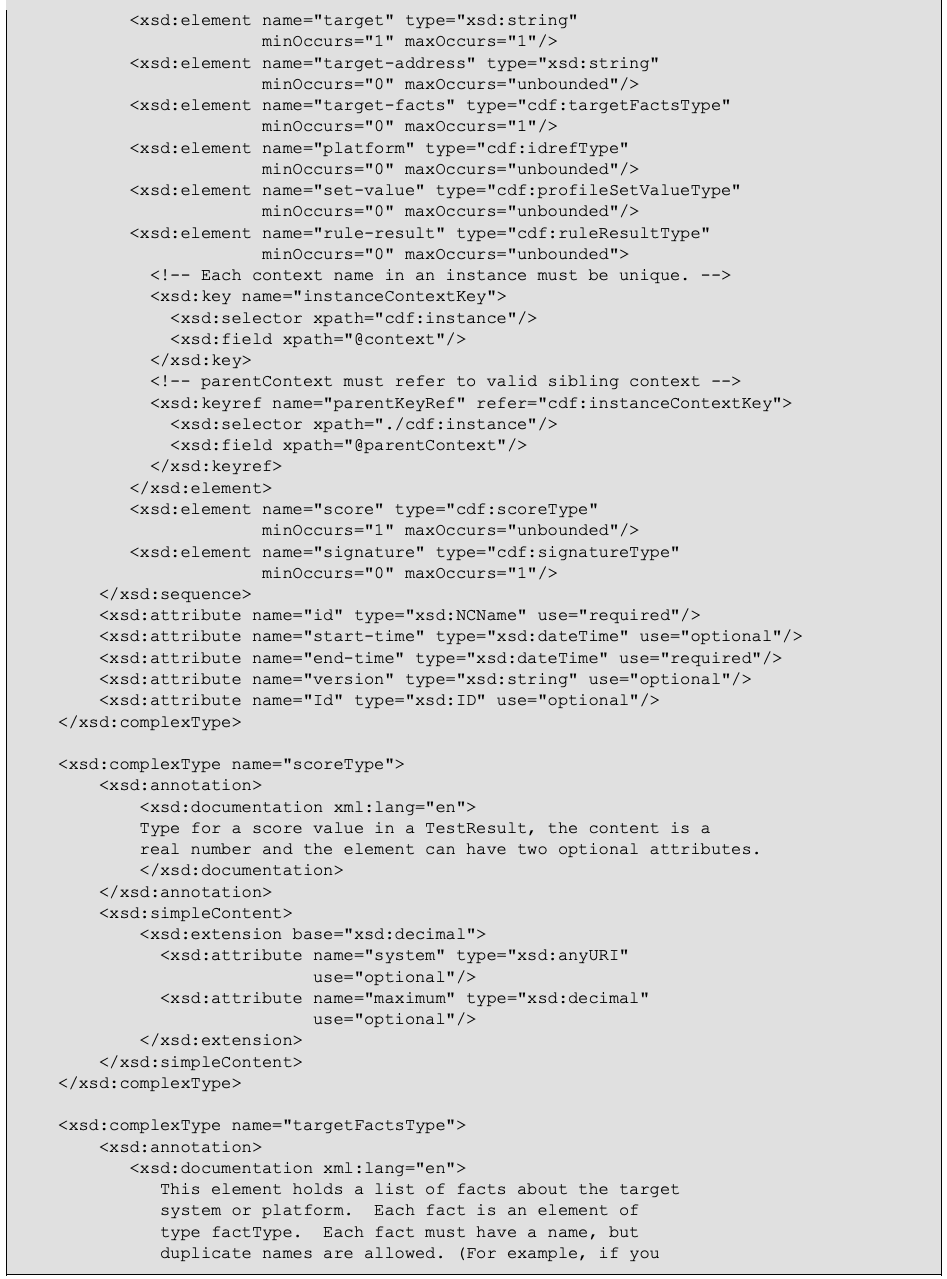 <xsd:element name="target" type="xsd:string"
minOccurs="1" maxOccurs="1"/>
<xsd:element name="target-address" type="xsd:string"
minOccurs="0" maxOccurs="unbounded"/>
<xsd:element name="target-facts" type="cdf:targetFactsType"
minOccurs="0" maxOccurs="1"/>
<xsd:element name="platform" type="cdf:idrefType"
minOccurs="0" maxOccurs="unbounded"/>
<xsd:element name="set-value" type="cdf:profileSetValueType"
minOccurs="0" maxOccurs="unbounded"/>
<xsd:element name="rule-result" type="cdf:ruleResultType"
minOccurs="0" maxOccurs="unbounded">
<!-- Each context name in an instance must be unique. -->
<xsd:key name="instanceContextKey">
<xsd:selector xpath="cdf:instance"/>
<xsd:field xpath="@context"/>
</xsd:key>
<!-- parentContext must refer to valid sibling context -->
<xsd:keyref name="parentKeyRef" refer="cdf:instanceContextKey">
<xsd:selector xpath="./cdf:instance"/>
<xsd:field xpath="@parentContext"/>
</xsd:keyref>
</xsd:element>
<xsd:element name="score" type="cdf:scoreType"
minOccurs="1" maxOccurs="unbounded"/>
<xsd:element name="signature" type="cdf:signatureType"
minOccurs="0" maxOccurs="1"/>
</xsd:sequence>
<xsd:attribute name="id" type="xsd:NCName" use="required"/>
<xsd:attribute name="start-time" type="xsd:dateTime" use="optional"/>
<xsd:attribute name="end-time" type="xsd:dateTime" use="required"/>
<xsd:attribute name="version" type="xsd:string" use="optional"/>
<xsd:attribute name="Id" type="xsd:ID" use="optional"/>
</xsd:complexType>
<xsd:complexType name="scoreType">
<xsd:annotation>
<xsd:documentation xml:lang="en">
Type for a score value in a TestResult, the content is a
real number and the element can have two optional attributes.
</xsd:documentation>
</xsd:annotation>
<xsd:simpleContent>
<xsd:extension base="xsd:decimal">
<xsd:attribute name="system" type="xsd:anyURI"
use="optional"/>
<xsd:attribute name="maximum" type="xsd:decimal"
use="optional"/>
</xsd:extension>
</xsd:simpleContent>
</xsd:complexType>
<xsd:complexType name="targetFactsType">
<xsd:annotation>
<xsd:documentation xml:lang="en">
This element holds a list of facts about the target
system or platform.  Each fact is an element of
type factType.  Each fact must have a name, but
duplicate names are allowed. (For example, if you